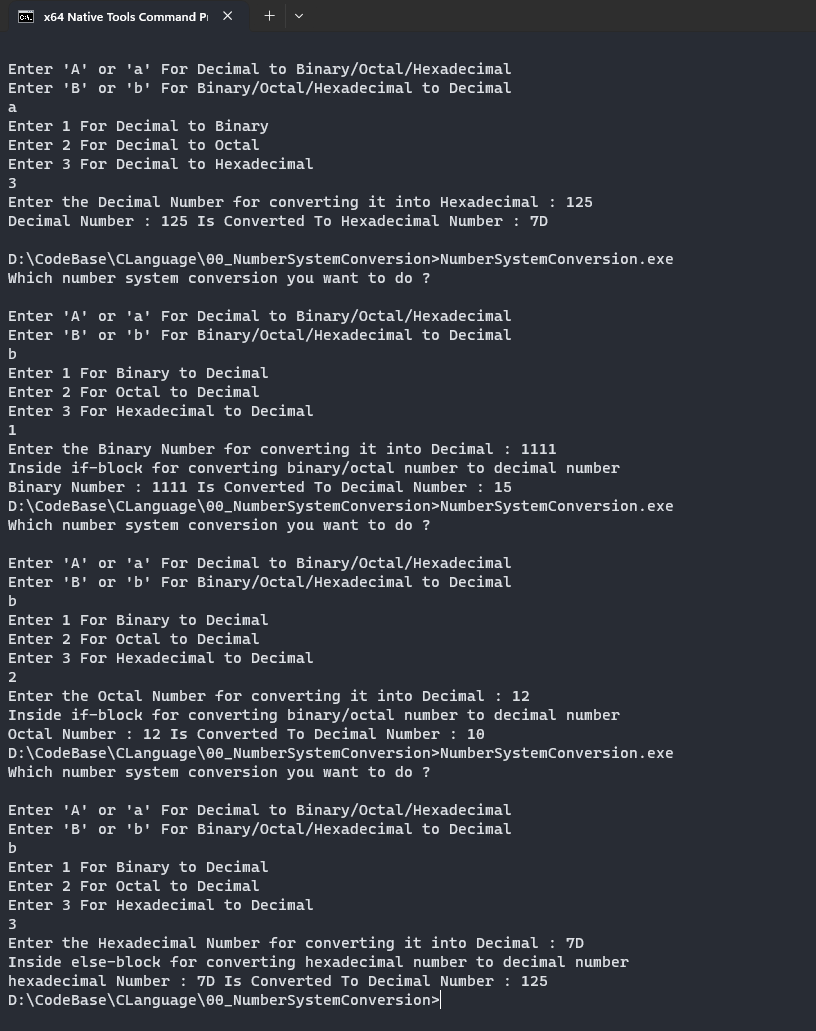 x64 Native Tools Command P
Enter 'A' or 'a' For Decimal to Binary/Octal/Hexadecimal
Enter 'B' or 'b' For Binary/Octal/Hexadecimal to Decimal
a
Enter 1 For Decimal to Binary
Enter 2 For Decimal to Octal
Enter 3 For Decimal to Hexadecimal
3
Enter the Decimal Number for converting it into Hexadecimal : 125
Decimal Number : 125 Is Converted To Hexadecimal Number : 7D
D:\CodeBase\CLanguage\00_NumberSystemConversion>NumberSystemConversion.exe
Which number system conversion you want to do ?
Enter 'A' or 'a' For Decimal to Binary/Octal/Hexadecimal
Enter 'B' or 'b' For Binary/Octal/Hexadecimal to Decimal
b
Enter 1 For Binary to Decimal
Enter 2 For Octal to Decimal
Enter 3 For Hexadecimal to Decimal
1
Enter the Binary Number for converting it into Decimal : 1111
Inside if-block for converting binary/octal number to decimal number
Binary Number : 1111 Is Converted To Decimal Number : 15
D:\CodeBase\CLanguage\00_NumberSystemConversion>NumberSystemConversion.exe
Which number system conversion you want to do ?
Enter 'A' or 'a' For Decimal to Binary/Octal/Hexadecimal
Enter 'B' or 'b' For Binary/Octal/Hexadecimal to Decimal
b
Enter 1 For Binary to Decimal
Enter 2 For Octal to Decimal
Enter 3 For Hexadecimal to Decimal
2
Enter the Octal Number for converting it into Decimal : 12
Inside if-block for converting binary/octal number to decimal number
Octal Number : 12 Is Converted To Decimal Number : 10
D:\CodeBase\CLanguage\00_NumberSystemConversion>NumberSystemConversion.exe
Which number system conversion you want to do ?
Enter 'A' or 'a' For Decimal to Binary/Octal/Hexadecimal
Enter 'B' or 'b' For Binary/Octal/Hexadecimal to Decimal
b
Enter 1 For Binary to Decimal
Enter 2 For Octal to Decimal
Enter 3 For Hexadecimal to Decimal
3
Enter the Hexadecimal Number for converting it into Decimal : 7D
Inside else-block for converting hexadecimal number to decimal number
hexadecimal Number : 7D Is Converted To Decimal Number : 125
D:\CodeBase\CLanguage\00_NumberSystemConversion>